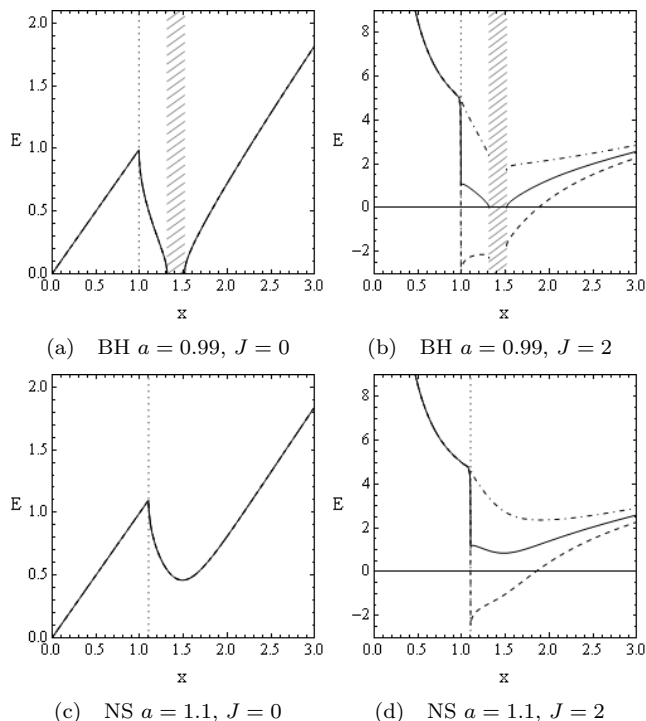 2.0
1.5
E 1.0
0.5
0.0
0.0 0.5 1.0 1.5 2.0 2.5 3.0
x
(a) BH a = 0.99, J = 0
8
6
4
E
2
0
−2
0.0 0.5 1.0 1.5 2.0 2.5 3.0
x
(b) BH a = 0.99, J = 2
2.0
1.5
E 1.0
0.5
0.0
0.0 0.5 1.0 1.5 2.0 2.5 3.0
x
(c) NS a = 1.1, J = 0
8
6
4
E
2
0
−2
0.0 0.5 1.0 1.5 2.0 2.5 3.0
x
(d) NS a = 1.1, J = 2